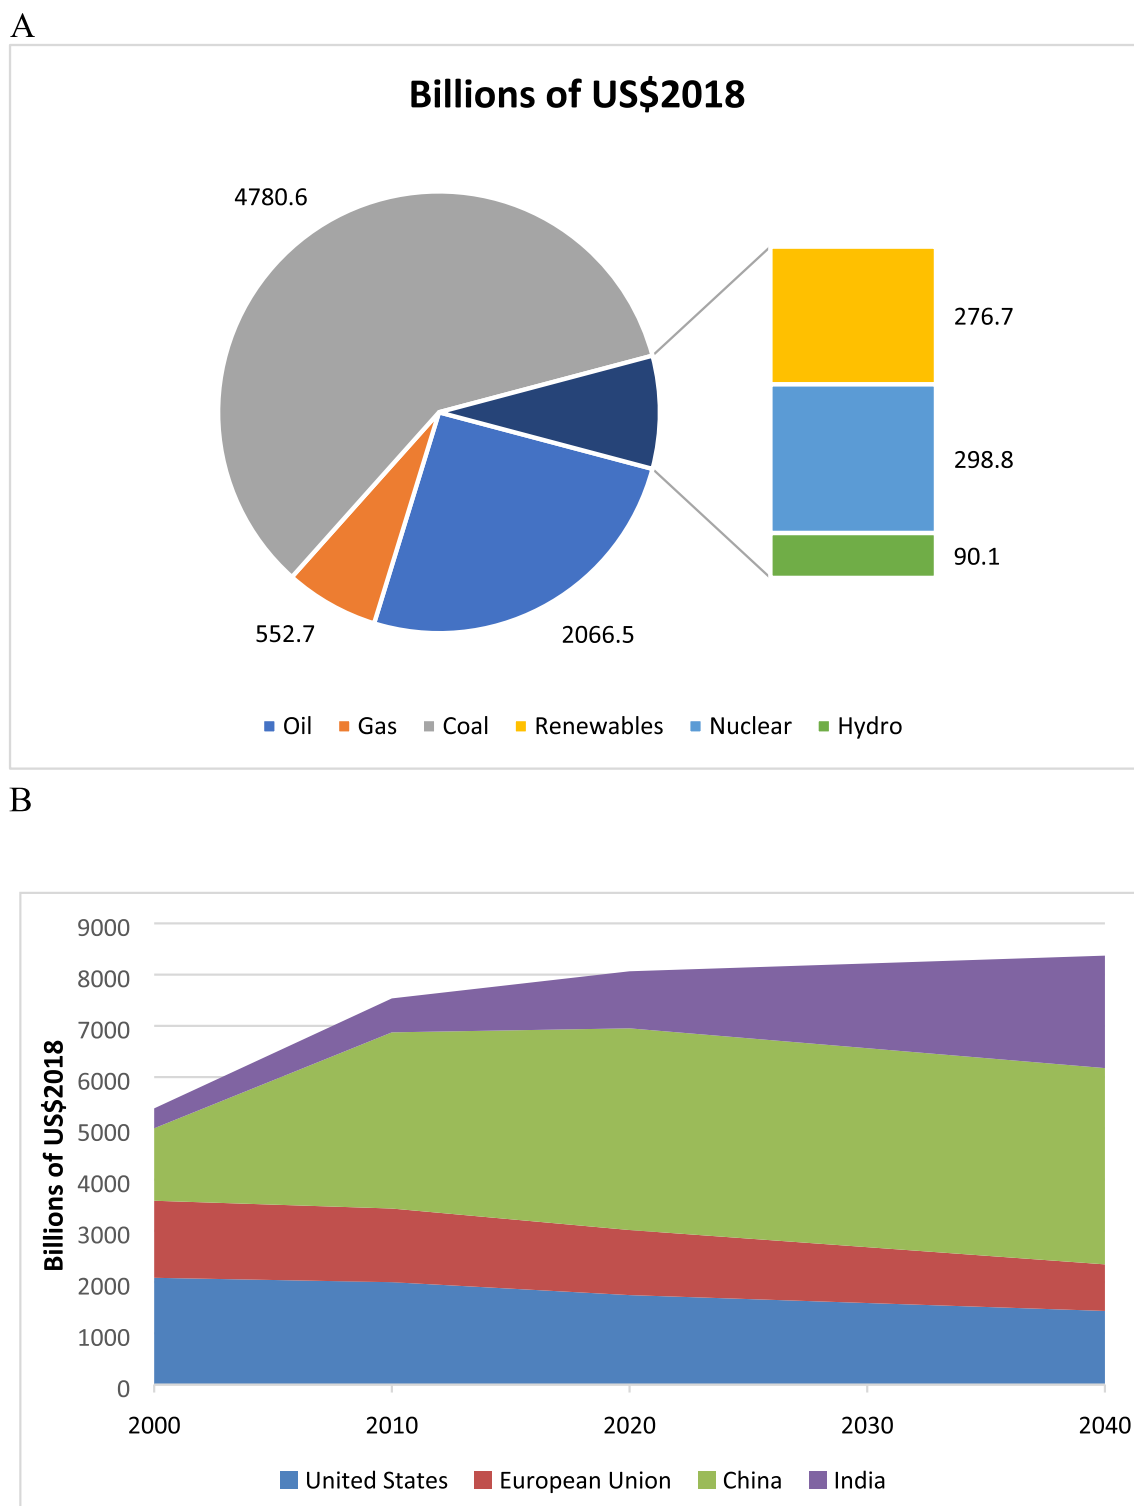 A
Billions of US$2018
4780.6
276.7
298.8
90.1
552.7
2066.5
Oil Gas Coal Renewables Nuclear Hydro
B
9000
8000
7000
6000
5000
4000
3000
2000
1000
0
Billions of US$2018
2000 2010 2020 2030 2040
United States European Union China India